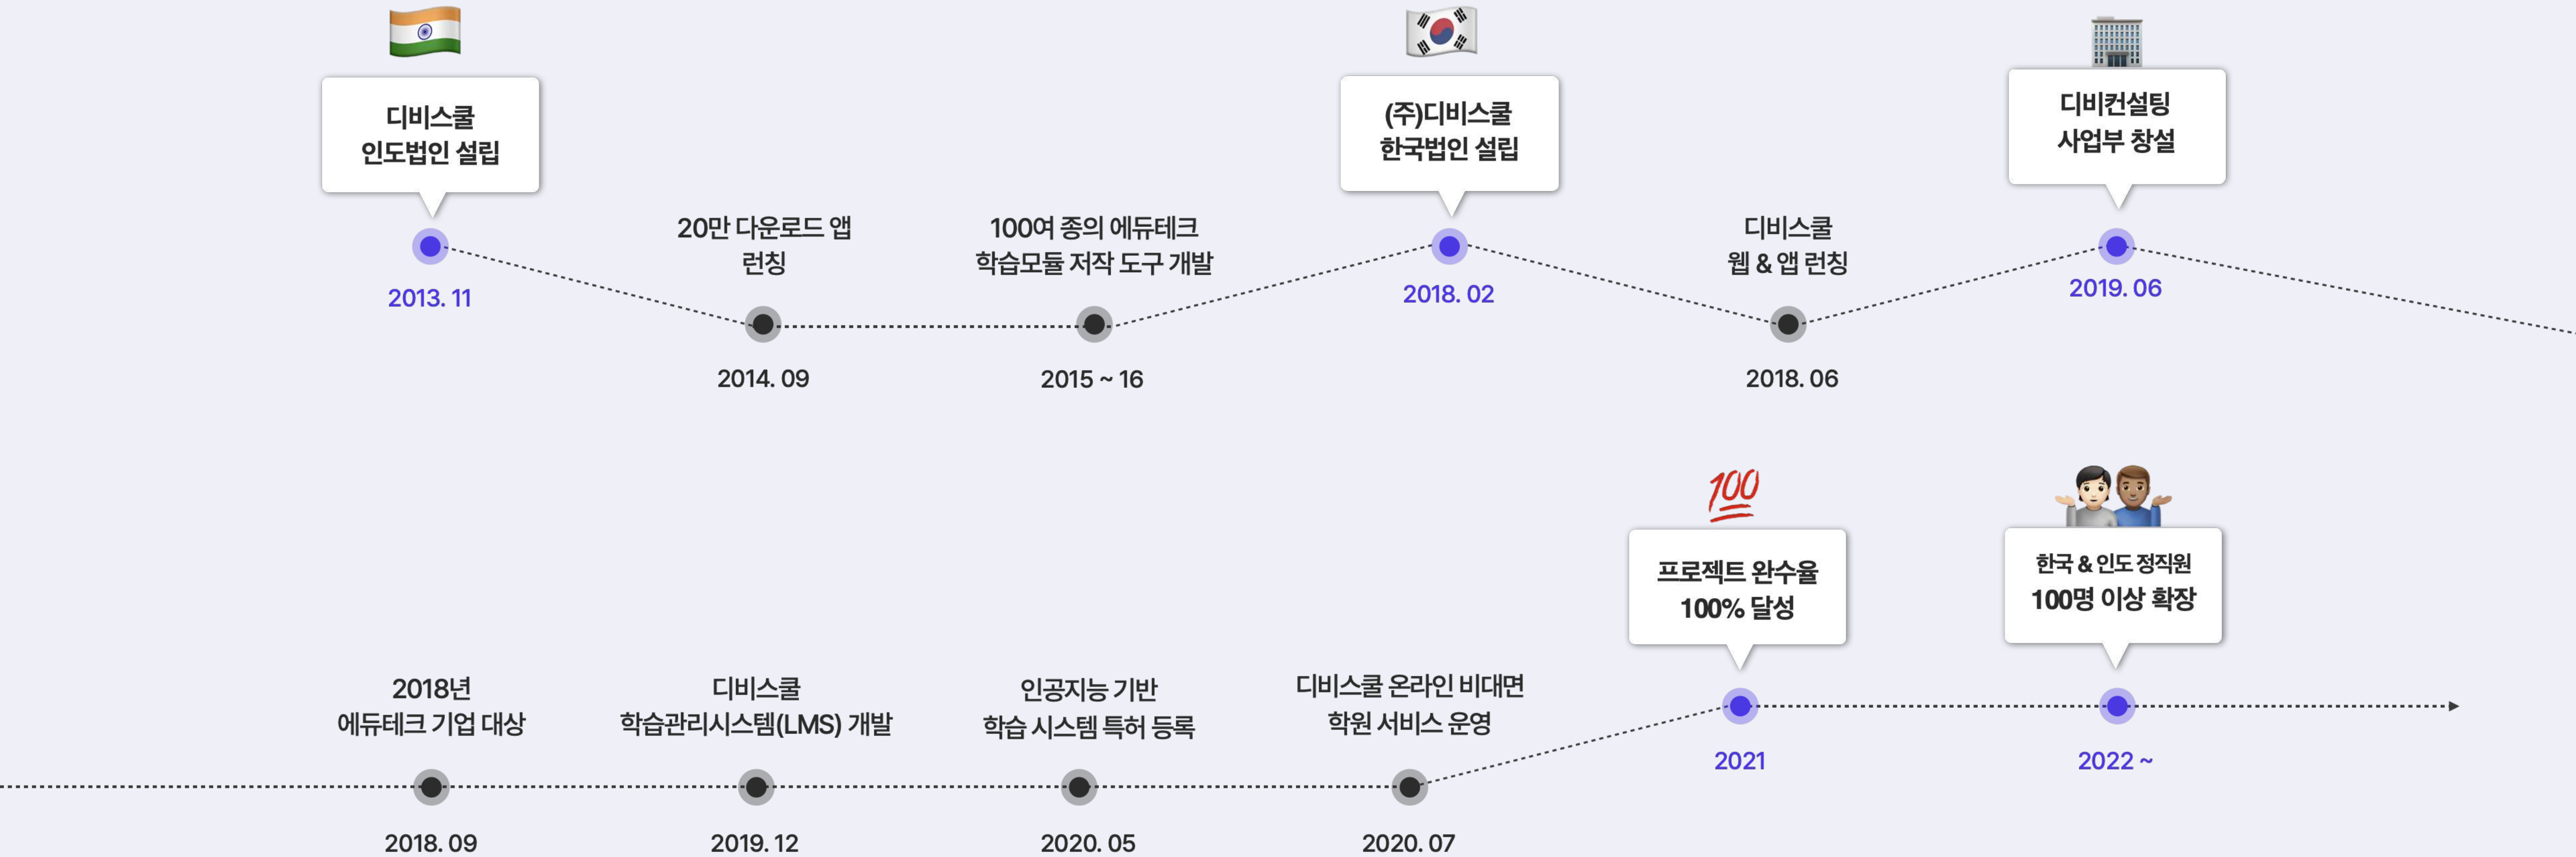 디비스쿨
인도법인 설립
2013. 11
20만 다운로드 앱
런칭
2014. 09
100여 종의 에듀테크
학습모듈 저작 도구 개발
2015 ~ 16
(주)디비스쿨
한국법인 설립
2018. 02
디비스쿨
웹 & 앱 런칭
2018. 06
디비컨설팅
사업부 창설
2019. 06
2018년
에듀테크 기업 대상
2018. 09
디비스쿨
학습관리시스템(LMS) 개발
2019. 12
인공지능 기반
학습 시스템 특허 등록
2020. 05
디비스쿨 온라인 비대면
학원 서비스 운영
2020. 07
100
프로젝트 완수율
100% 달성
2021
한국 & 인도 정직원
100명 이상 확장
2022 ~